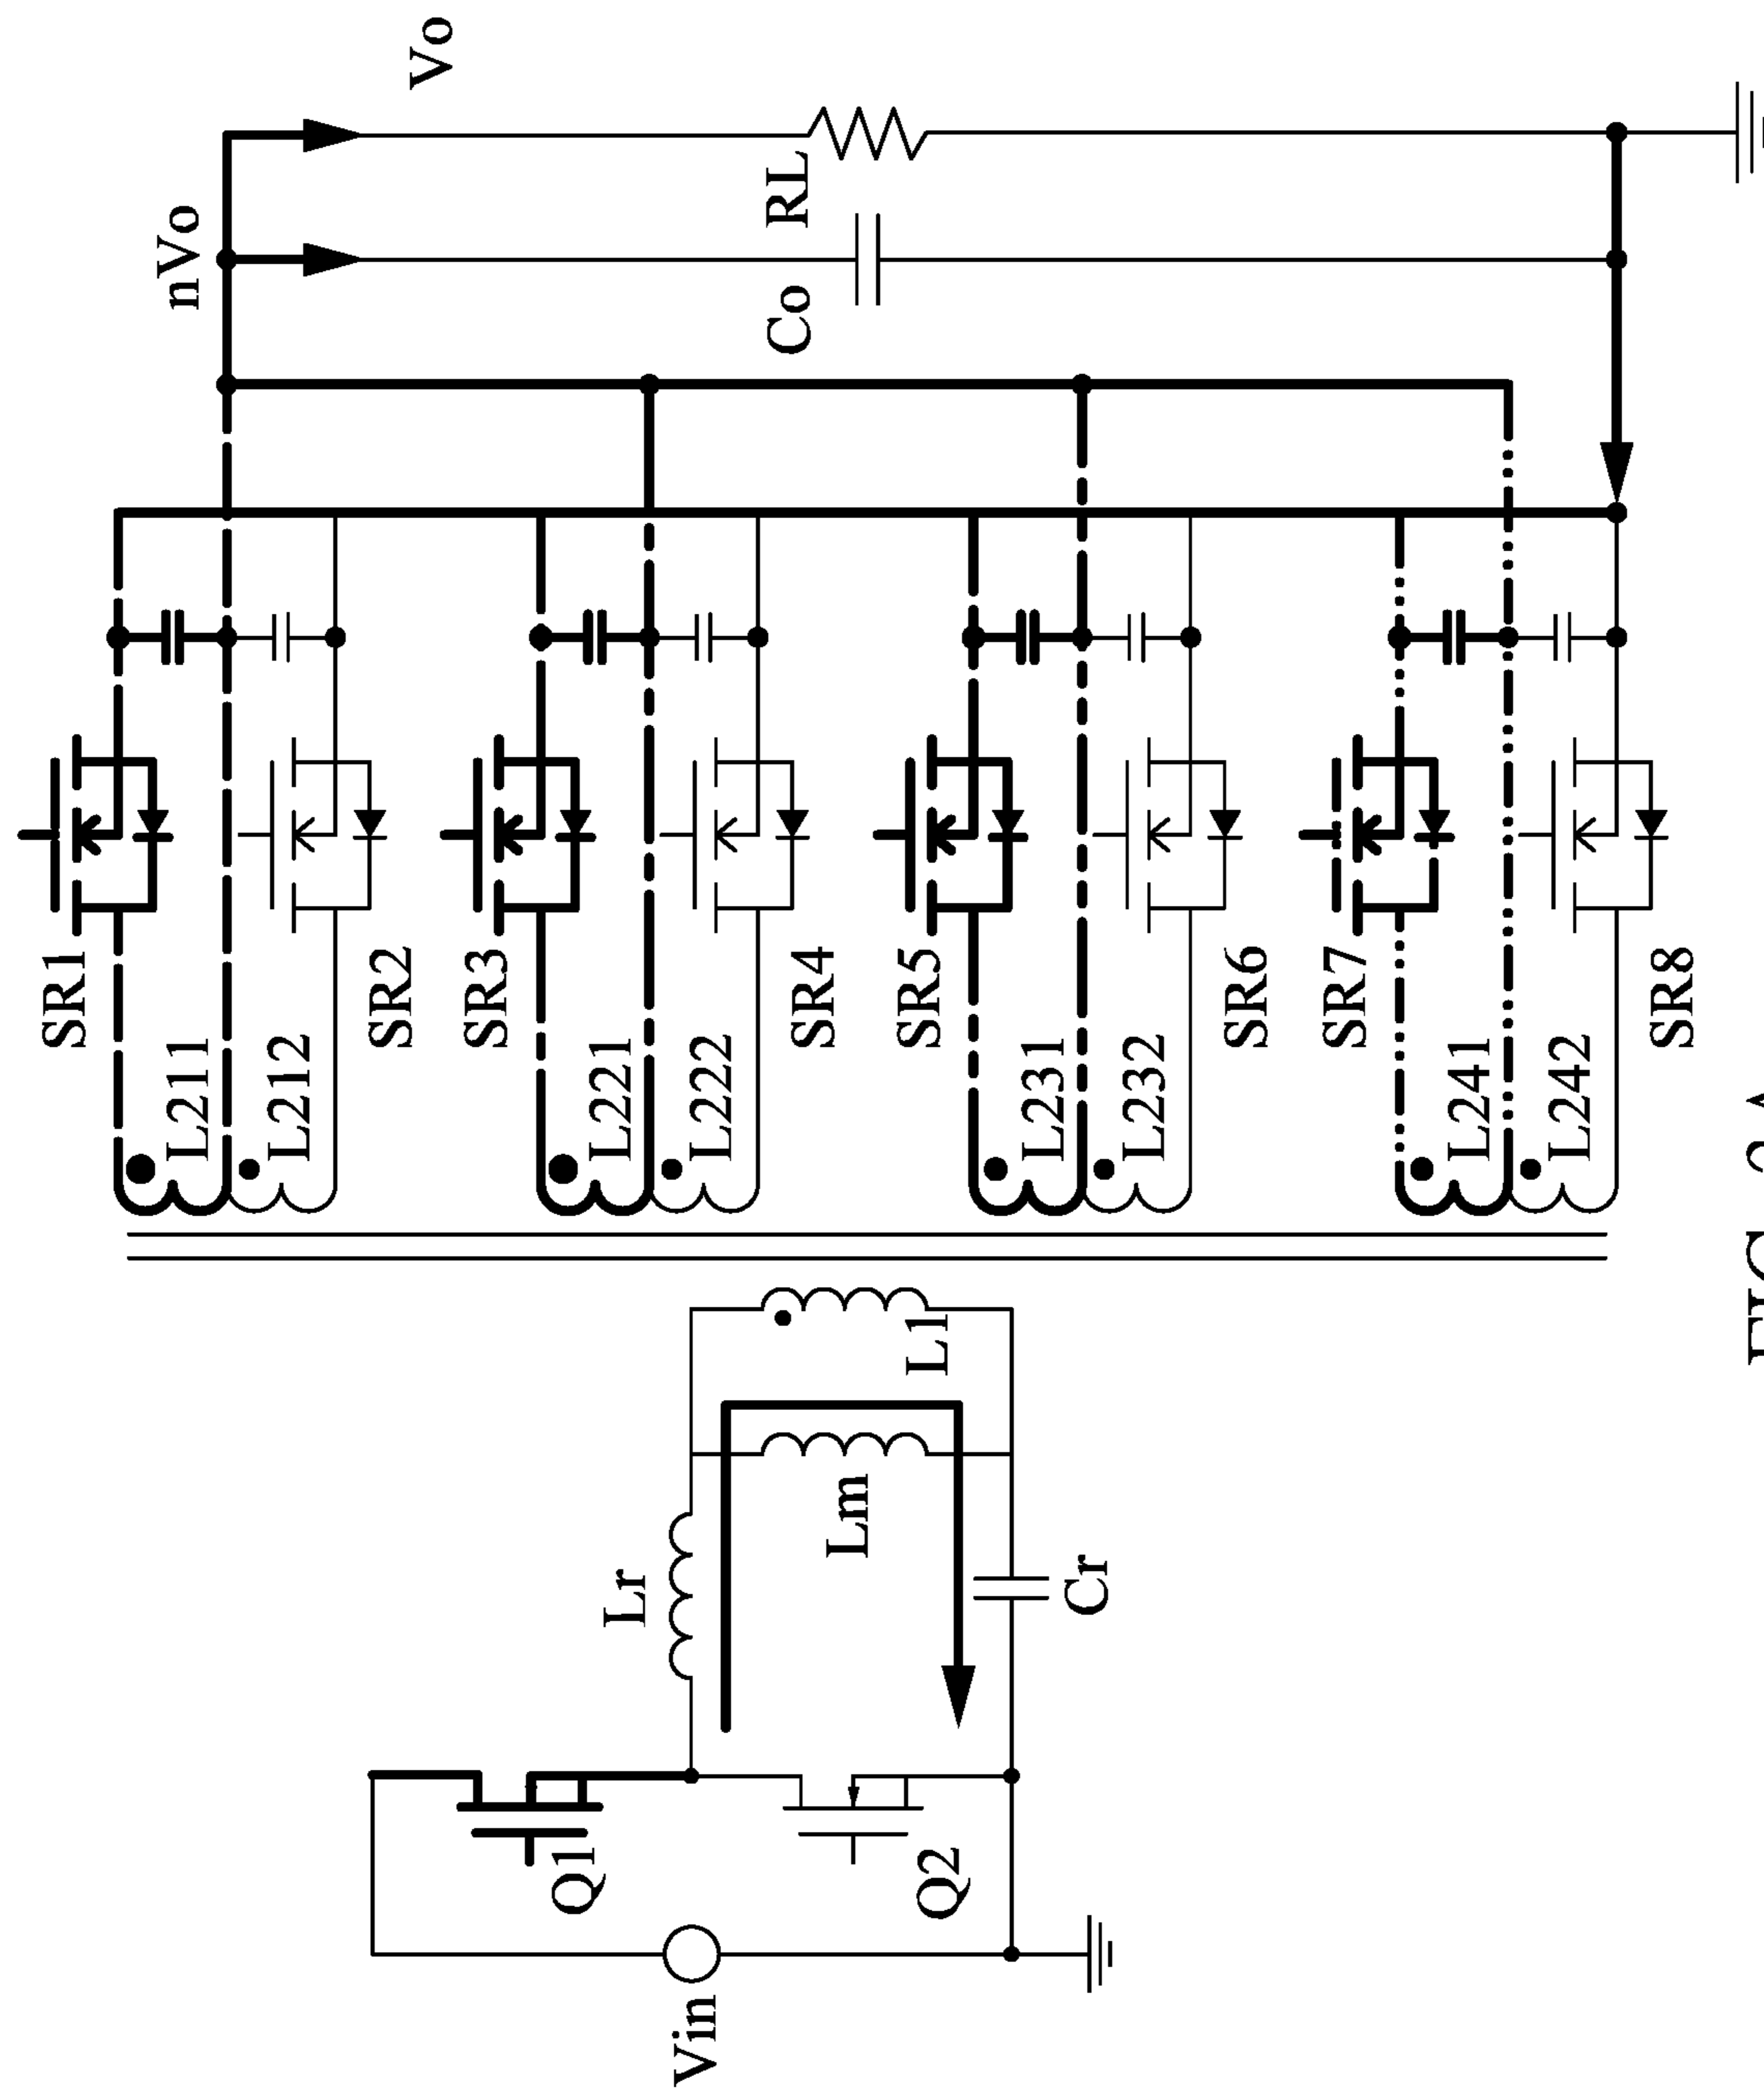 SR1
nVo
L211
L212
SR2
Vo
SR3
Q1
L221
Lr
Vin
L222
Co
RL
SR4
Lm
SR5
L1
Q2
L231
Cr
L232
SR6
SR7
L241
L242
SR8